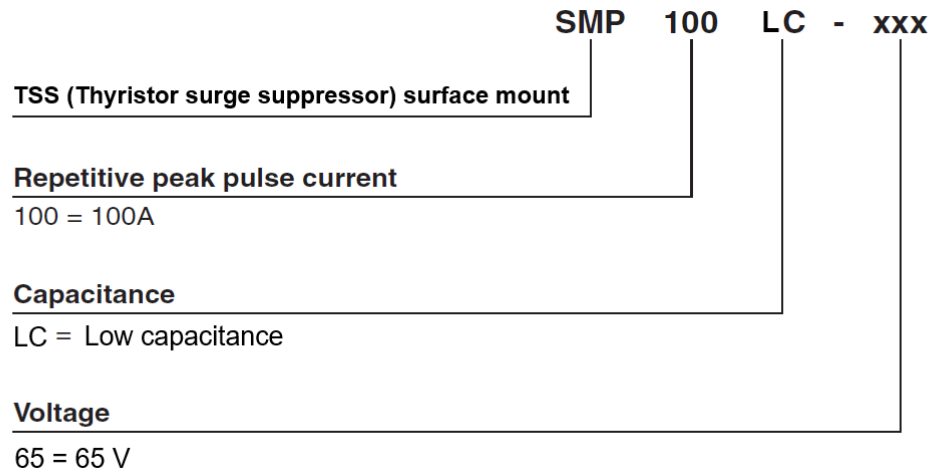 SMP 100 LC - xxx
TSS (Thyristor surge suppressor) surface mount
Repetitive peak pulse current
100 = 100A
Capacitance
LC = Low capacitance
Voltage
65 = 65 V